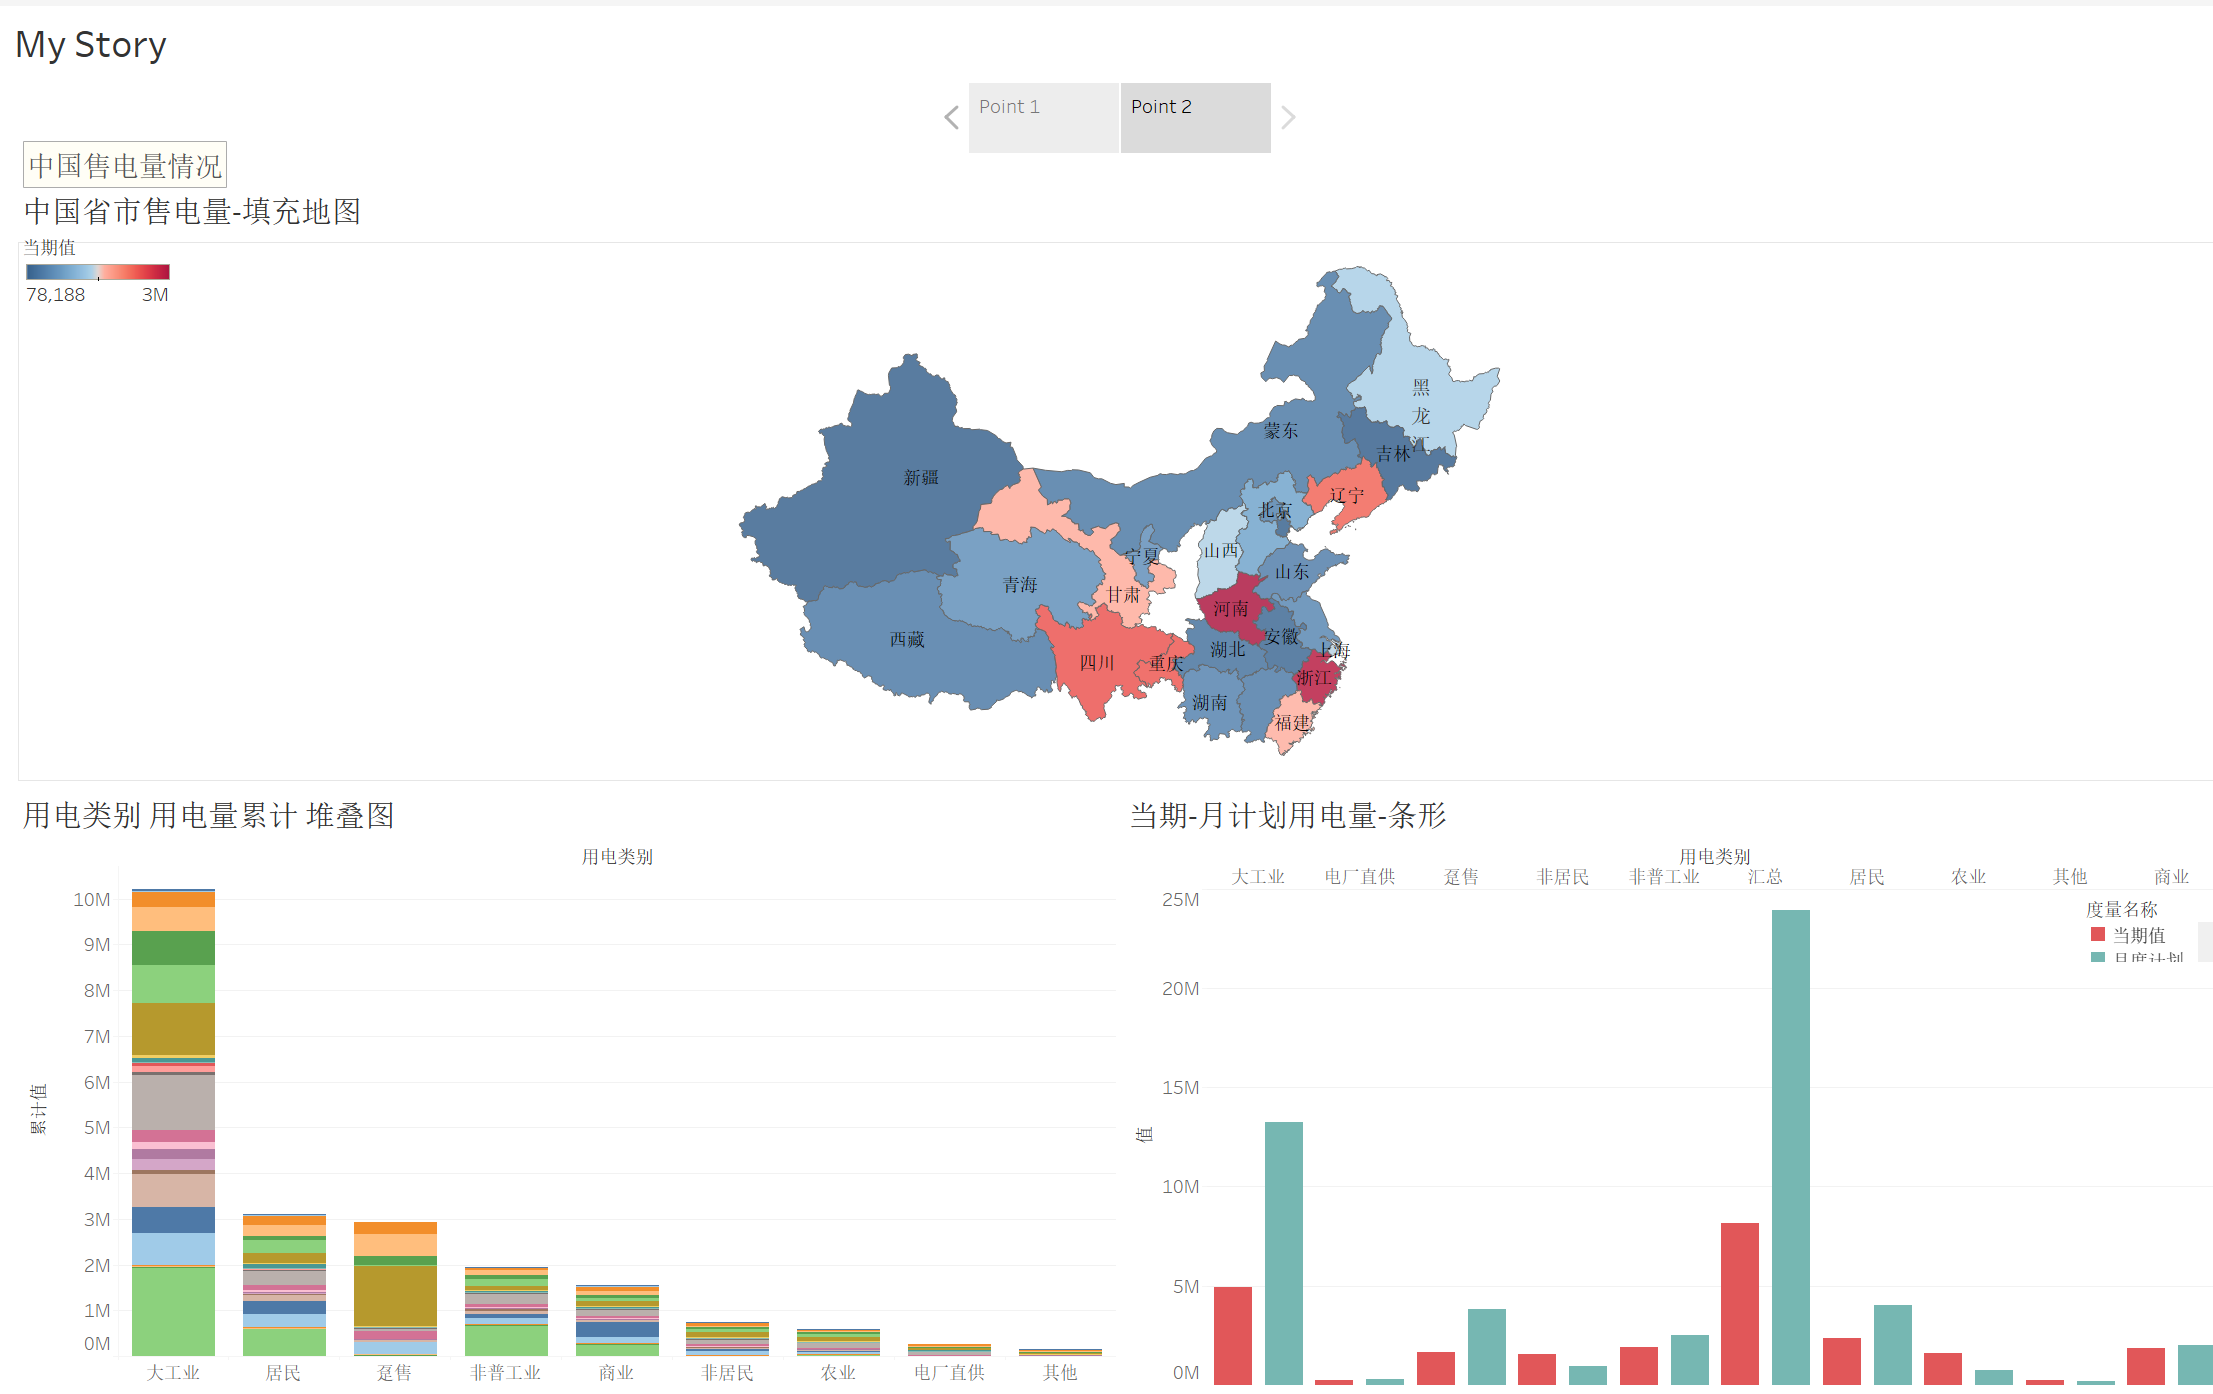 My Story
Point 1
Point 2
中国售电量情况
中国省市售电量-填充地图
当期值
78,188
3M
黑
龙
江
蒙东
吉林
新疆
辽宁
北京
山西
宁夏
山东
青海
甘肃
河南
安徽
西藏
湖北
上海
四川
重庆
浙江
湖南
福建
用电类别 用电量累计 堆叠图
用电类别
累计值
10M
9M
8M
7M
6M
5M
4M
3M
2M
1M
0M
大工业
居民
趸售
非普工业
商业
非居民
农业
电厂直供
其他
当期-月计划用电量-条形
用电类别
大工业
电厂直供
趸售
非居民
非普工业
汇总
居民
农业
其他
商业
值
25M
20M
15M
10M
5M
0M
度量名称
当期值
月度计划